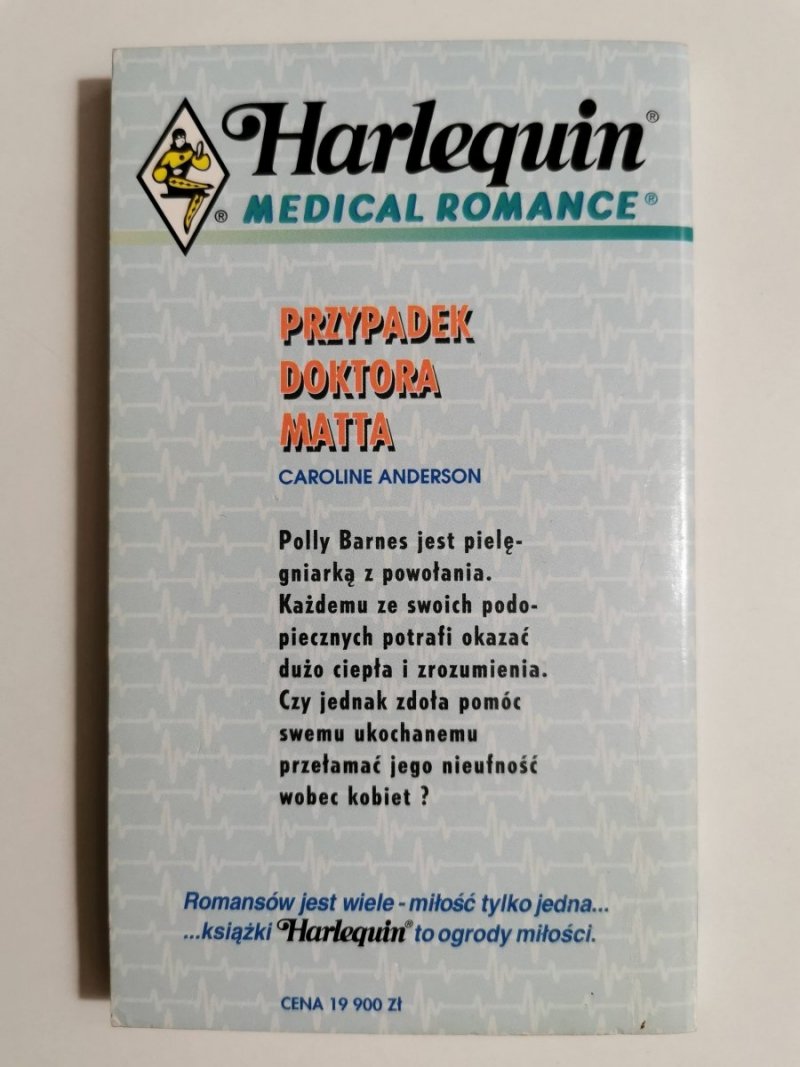 Harlequin®
® MEDICAL ROMANCE®
PRZYPADEK
DOKTORA
MATTA
CAROLINE ANDERSON
Polly Barnes jest pielę-
gniarką z powołania.
Każdemu ze swoich podo-
piecznych potrafi okazać
dużo ciepła i zrozumienia.
Czy jednak zdoła pomóc
swemu ukochanemu
przełamać jego nieufność
wobec kobiet ?
Romansów jest wiele - miłość tylko jedna...
...książki Harlequin® to ogrody miłości.
CENA 19 900 Zł